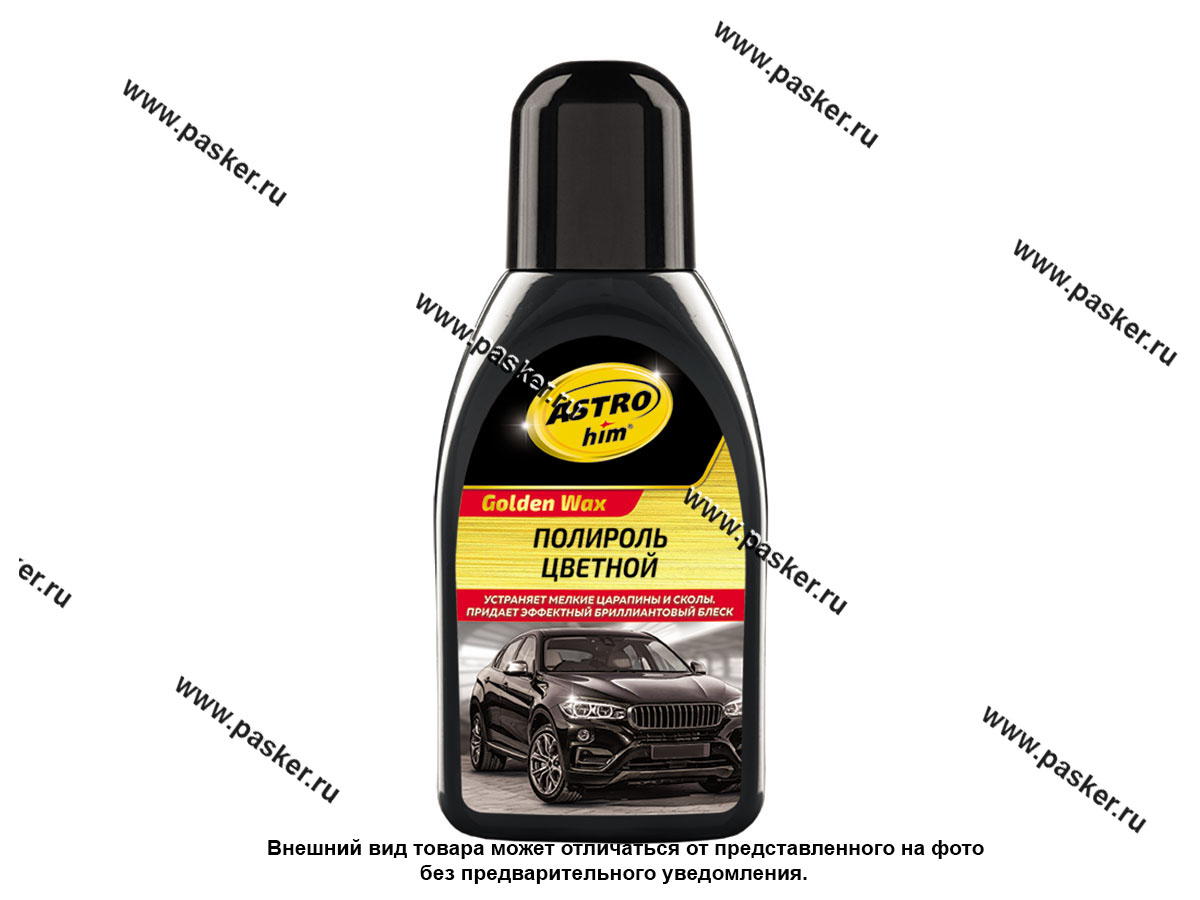 www.pasker.ru
www.pasker.ru
www.pasker.ru
www.pasker.ru
ASTRO
him®
Golden Wax
www.pasker.ru
ПОЛИРОЛЬ
ЦВЕТНОЙ
er.ru
УСТРАНЯЕТ МЕЛКИЕ ЦАРАПИНЫ И СКОЛЫ.
ПРИДАЕТ ЭФФЕКТНЫЙ БРИЛЛИАНТОВЫЙ БЛЕСК
www.pasker.ru
www.pasker.ru
Внешний вид товара может отличаться от представленного на фото
без предварительного уведомления.